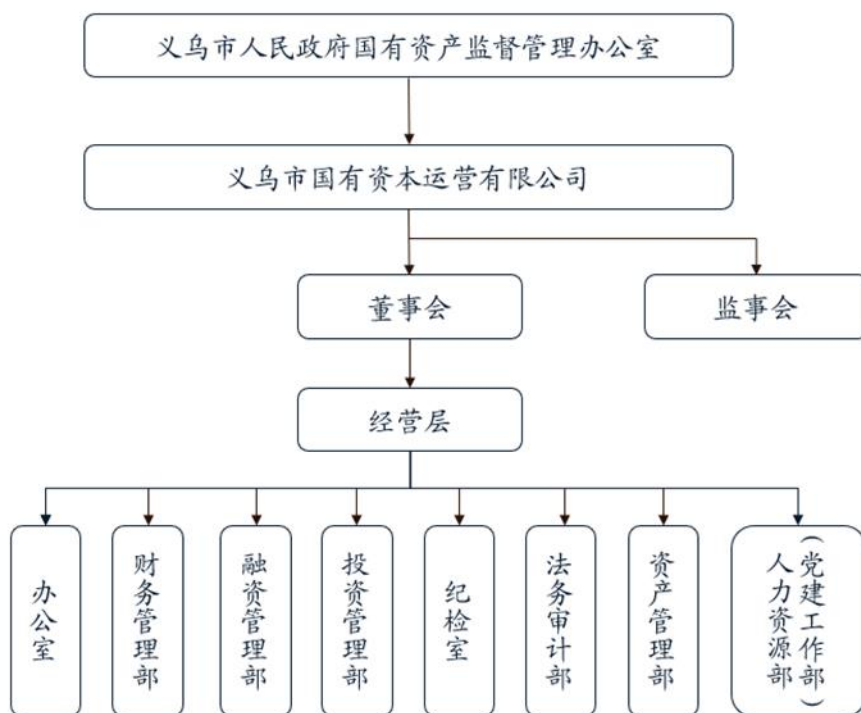 义乌市人民政府国有资产监督管理办公室
义乌市国有资本运营有限公司
董事会
监事会
经营层
办公室
财务管理部
融资管理部
投资管理部
纪检室
法务审计部
资产管理部
人力资源部
（党建工作部）